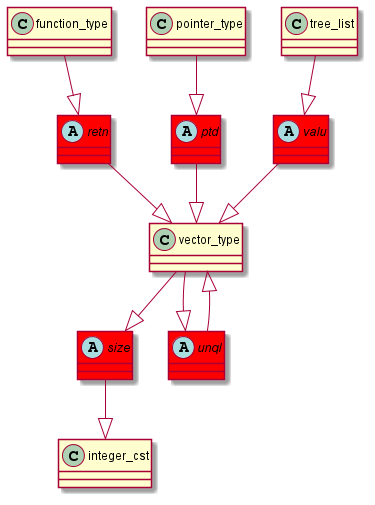 C function_type
C pointer_type
C tree_list
A retn
A ptd
A valu
C vector_type
A size
A unql
C integer_cst